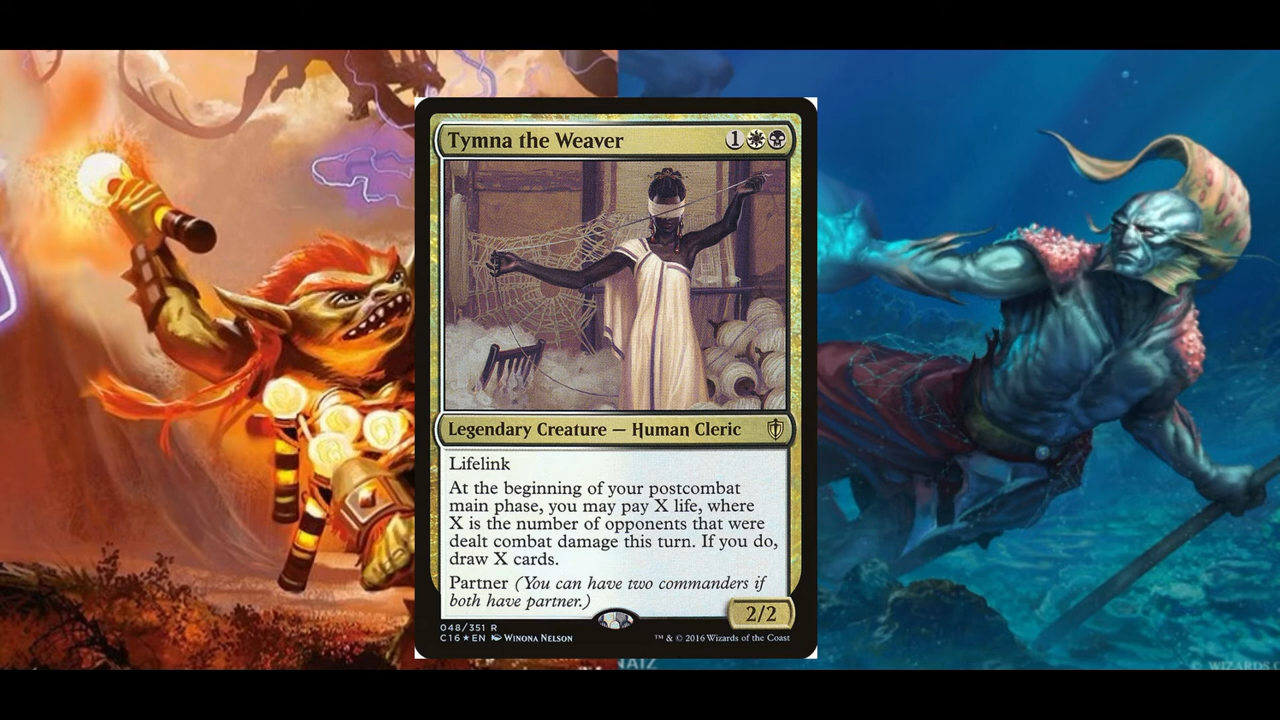 Tymna the Weaver 1
Legendary Creature — Human Cleric
Lifelink
At the beginning of your postcombat
main phase, you may pay X life, where
X is the number of opponents that were
dealt combat damage this turn. If you do,
draw X cards.
Partner (You can have two commanders if
both have partner.)
2/2
048/351 R
C16★EN Winona Nelson
™ & © 2016 Wizards of the Coast
© WIZARDS